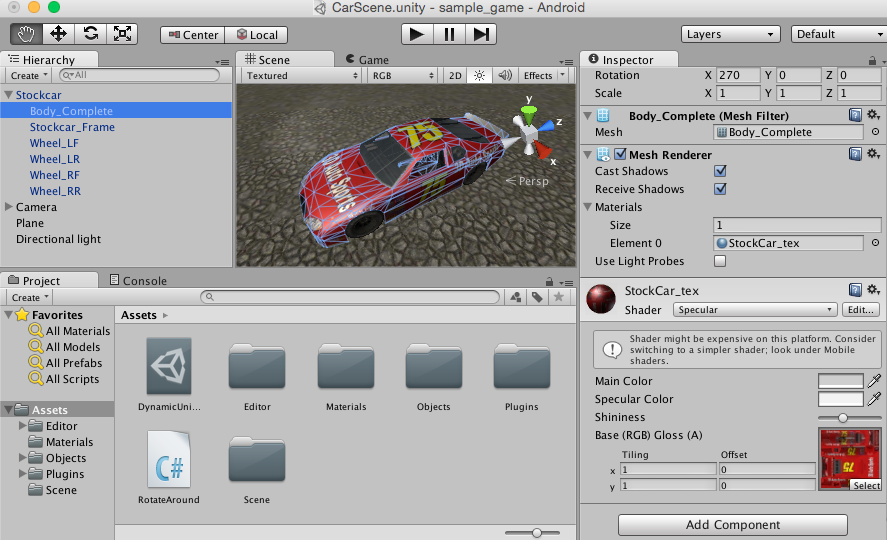 CarScene.unity - sample_game - Android
Center
Local
Layers
Default
Hierarchy
Create
All
Stockcar
Body_Complete
Stockcar_Frame
Wheel_LF
Wheel_LR
Wheel_RF
Wheel_RR
Camera
Plane
Directional light
Scene
Game
Textured
RGB
2D
Effects
y
z
x
Persp
75
Auto Sports
Inspector
Rotation X 270 Y 0 Z 0
Scale X 1 Y 1 Z 1
Body_Complete (Mesh Filter)
Mesh Body_Complete
Mesh Renderer
Cast Shadows
Receive Shadows
Materials
Size 1
Element 0 StockCar_tex
Use Light Probes
StockCar_tex
Shader Specular Edit...
Shader might be expensive on this platform. Consider
switching to a simpler shader; look under Mobile
shaders.
Main Color
Specular Color
Shininess
Base (RGB) Gloss (A)
Tiling Offset
x 1 0
y 1 0
75
Select
Add Component
Project
Console
Create
Favorites
All Materials
All Models
All Prefabs
All Scripts
Assets
Editor
Materials
Objects
Plugins
Scene
Assets
DynamicUni...
Editor
Materials
Objects
Plugins
C#
RotateAround
Scene